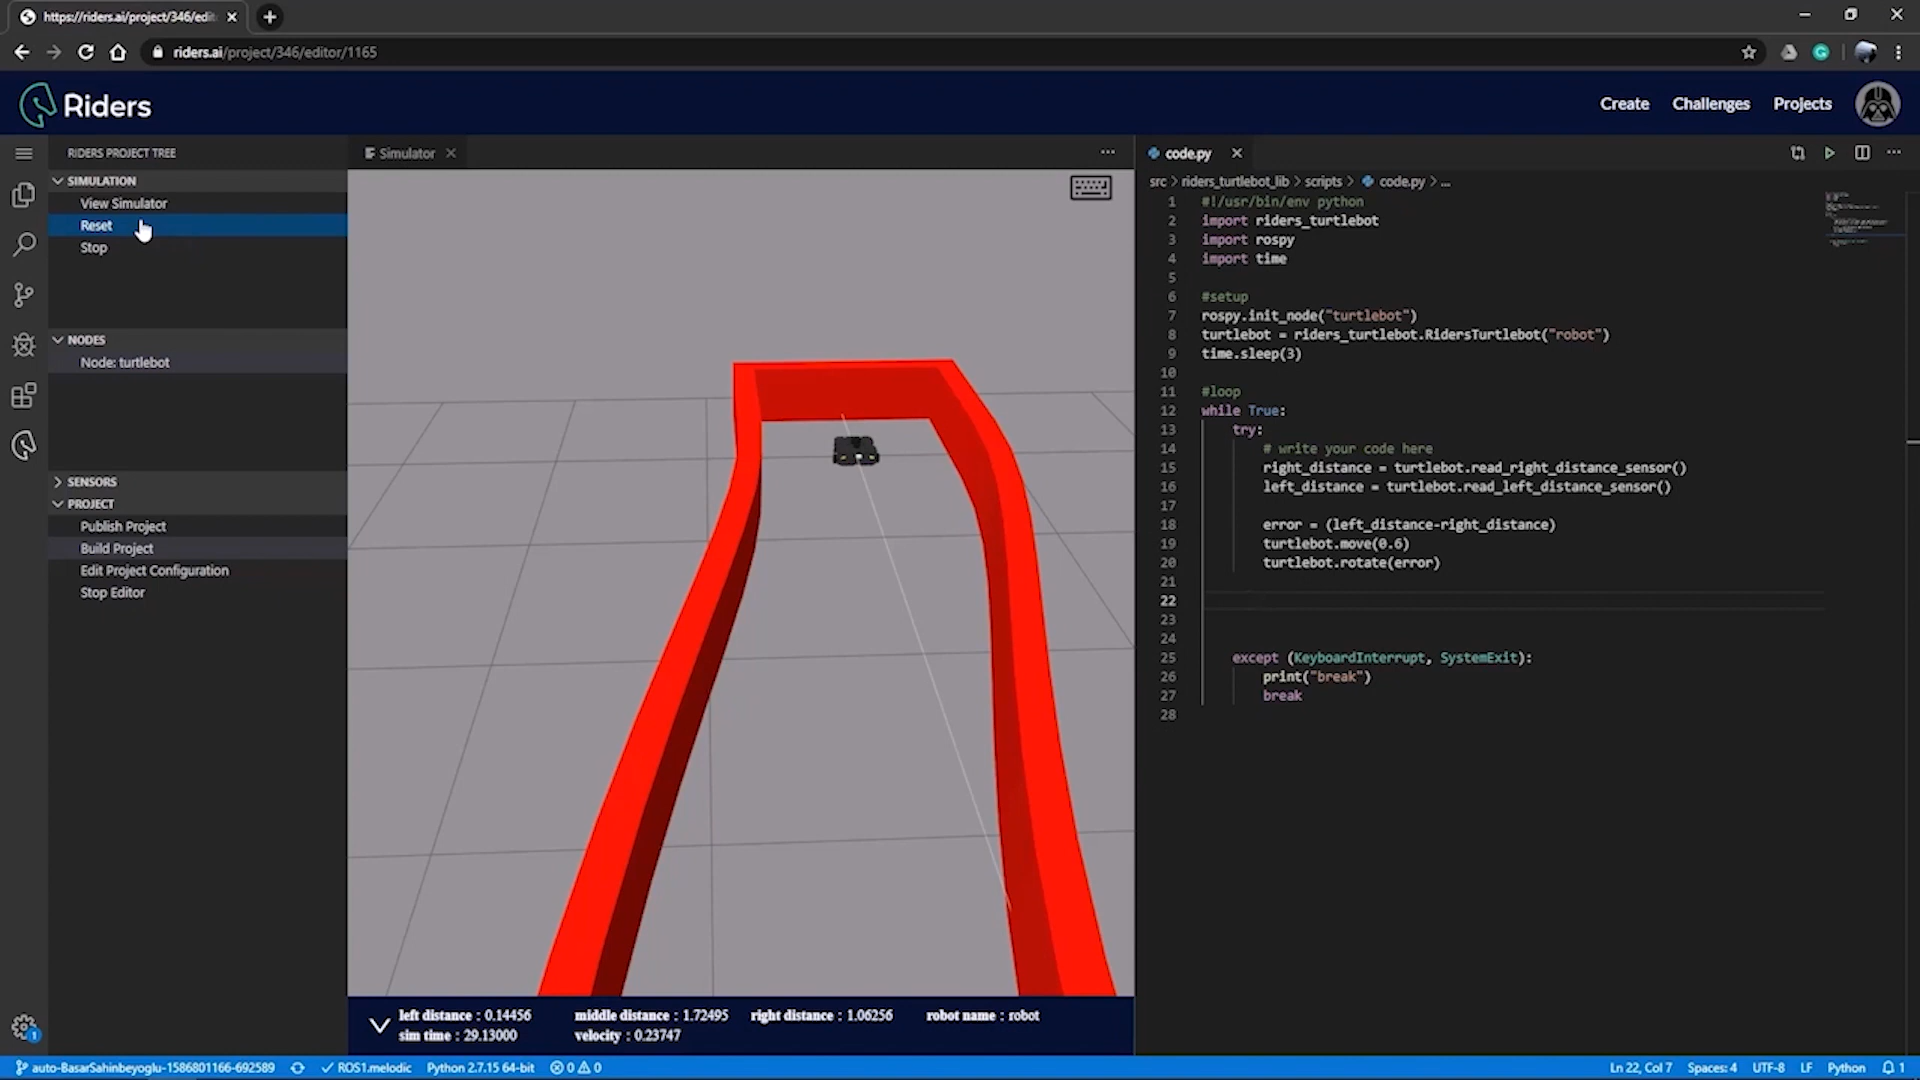 https://riders.ai/project/346/edi
riders.ai/project/346/editor/1165
Riders
Create
Challenges
Projects
RIDERS PROJECT TREE
SIMULATION
View Simulator
Reset
Stop
NODES
Node: turtlebot
SENSORS
PROJECT
Publish Project
Build Project
Edit Project Configuration
Stop Editor
Simulator
left distance : 0.14456
middle distance : 1.72495
right distance : 1.06256
robot name : robot
sim time : 29.13000
velocity : 0.23747
code.py
src > riders_turtlebot_lib > scripts > code.py > ...
1 #!/usr/bin/env python
2 import riders_turtlebot
3 import rospy
4 import time
5
6 #setup
7 rospy.init_node("turtlebot")
8 turtlebot = riders_turtlebot.RidersTurtlebot("robot")
9 time.sleep(3)
10
11 #loop
12 while True:
13 try:
14 # write your code here
15 right_distance = turtlebot.read_right_distance_sensor()
16 left_distance = turtlebot.read_left_distance_sensor()
17
18 error = (left_distance-right_distance)
19 turtlebot.move(0.6)
20 turtlebot.rotate(error)
21
22
23
24
25 except (KeyboardInterrupt, SystemExit):
26 print("break")
27 break
28
1
auto-BasarSahinbeyoglu-1586801166-692589
ROS1.melodic
Python 2.7.15 64-bit
0 0
Ln 22, Col 7
Spaces: 4
UTF-8
LF
Python
1